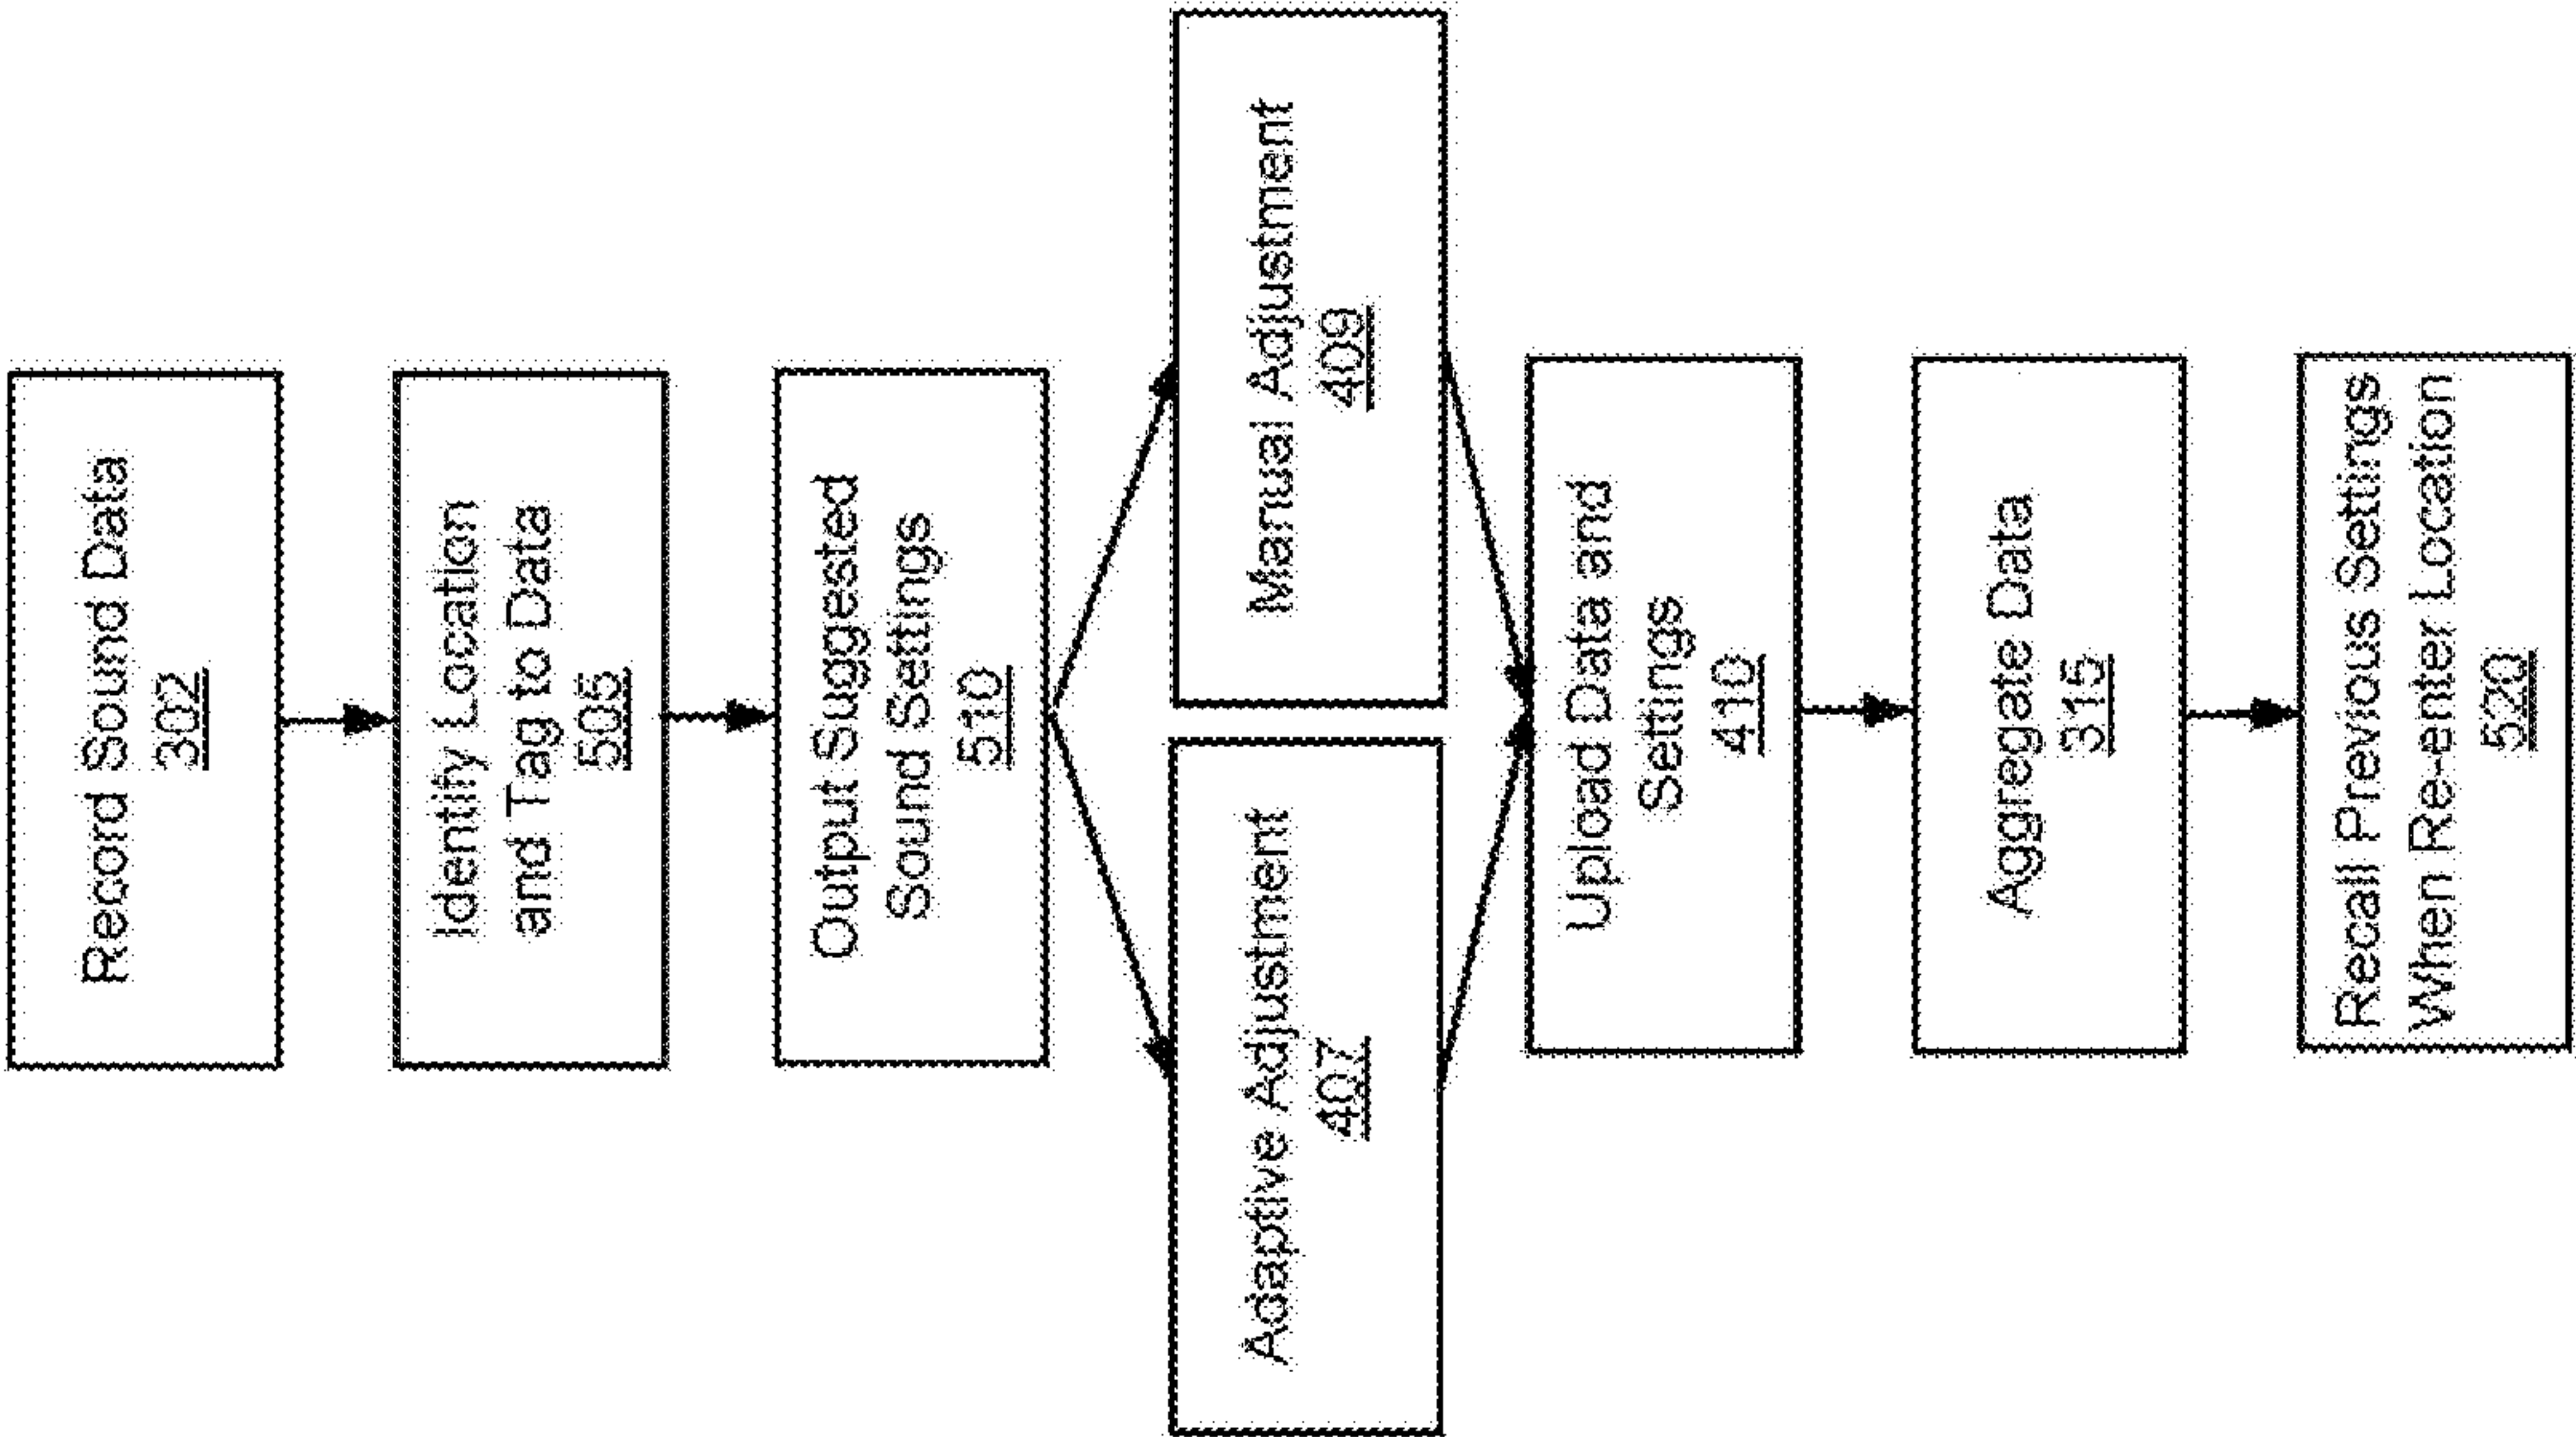 Record Sound Data
302
Identify Location
and Tag to Data
505
Output Suggested
Sound Settings
510
Adaptive Adjustment
407
Manual Adjustment
409
Upload Data and
Settings
410
Aggregate Data
315
Recall Previous Settings
When Re-enter Location
520